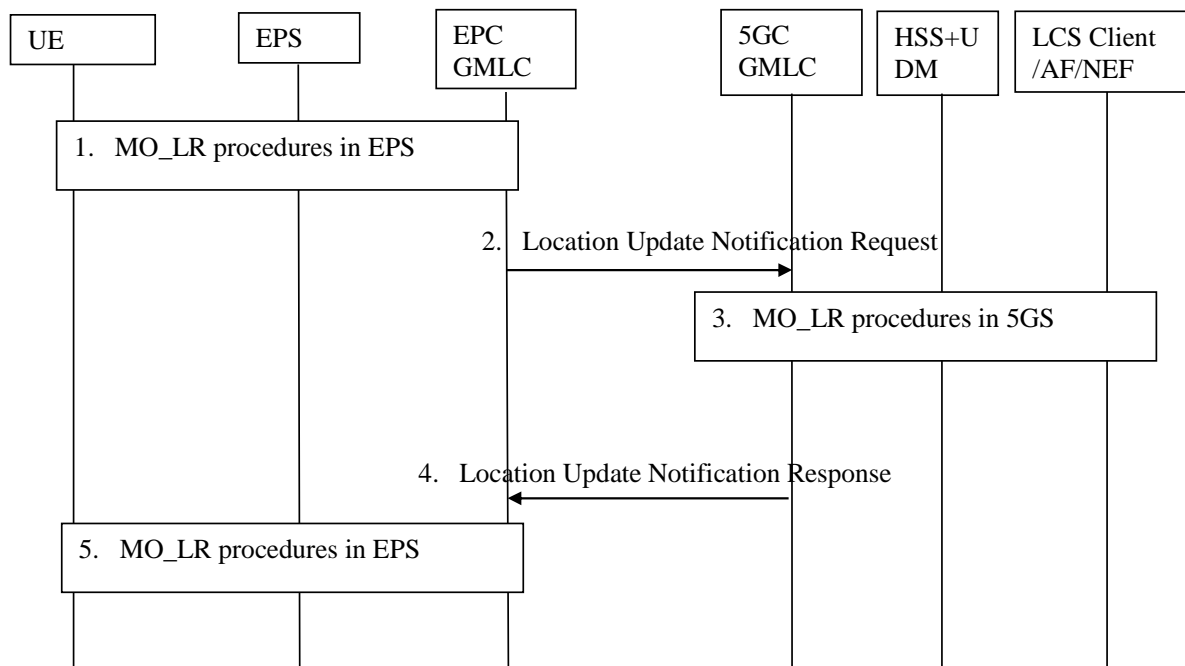 UE
EPS
EPC
GMLC
5GC
GMLC
HSS+U
DM
LCS Client
/AF/NEF
1. MO_LR procedures in EPS
2. Location Update Notification Request
3. MO_LR procedures in 5GS
4. Location Update Notification Response
5. MO_LR procedures in EPS